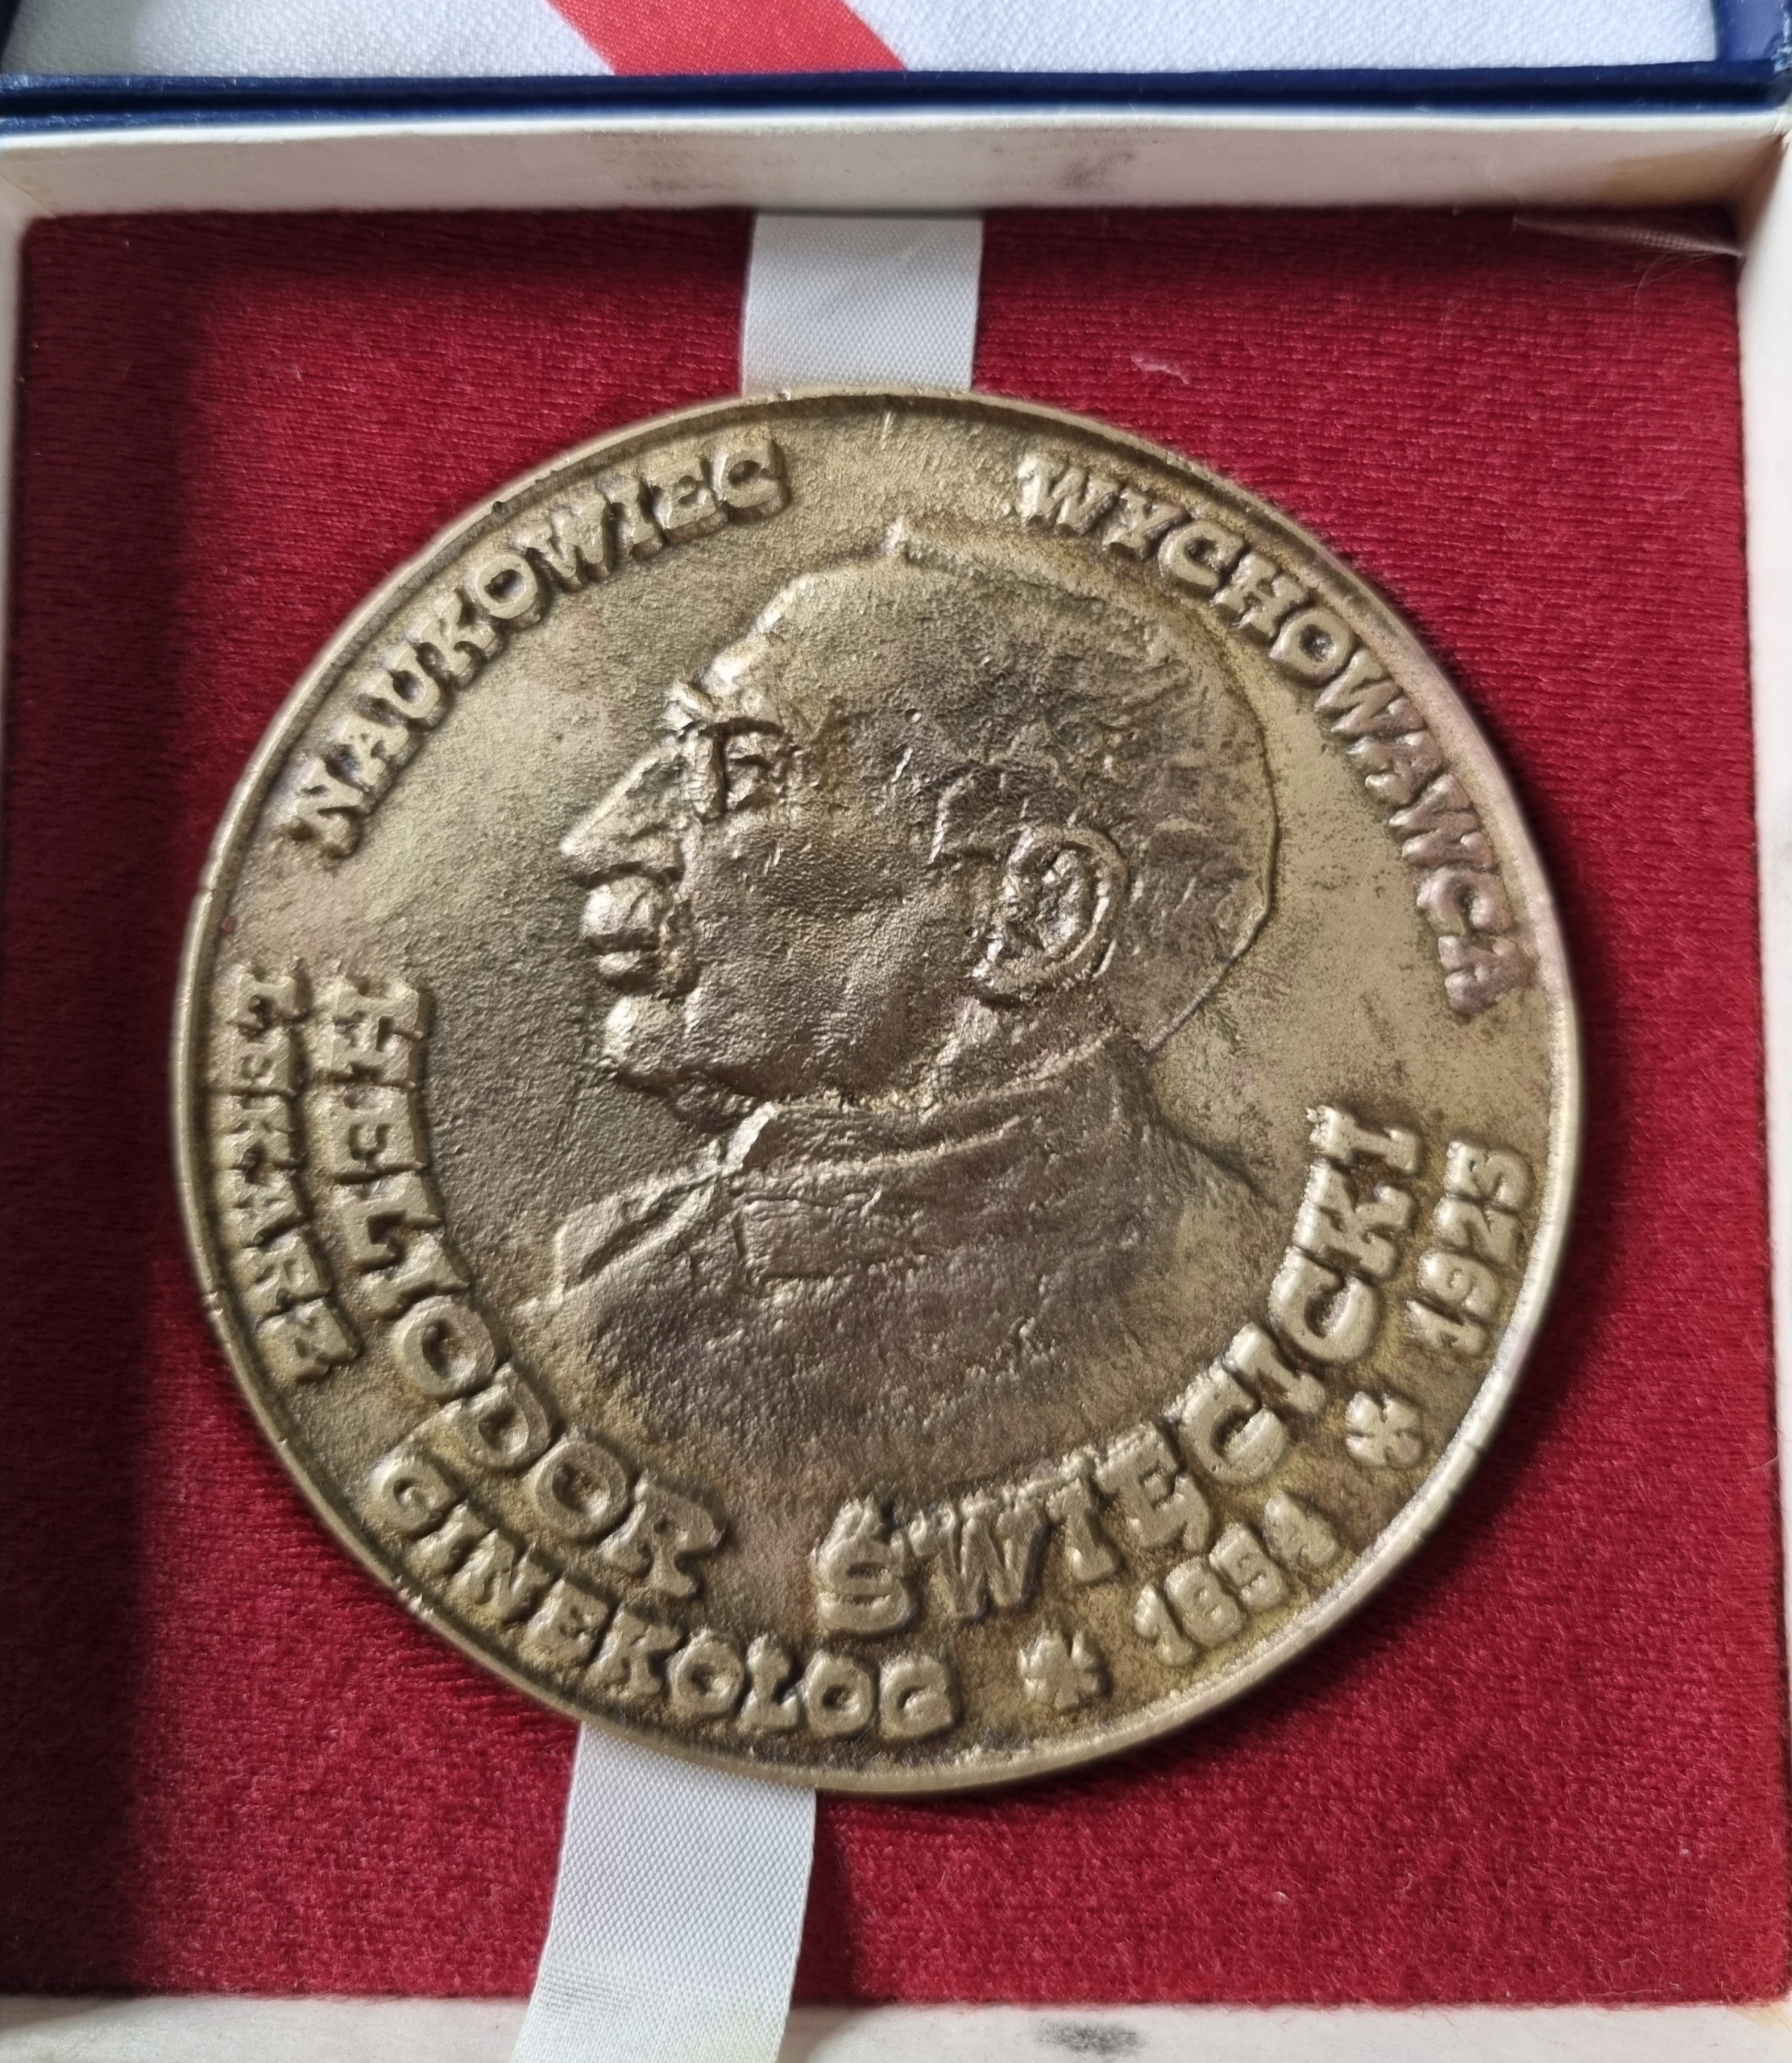 NAUKOWIEC WYCHOWAWCA
HELIODOR ŚWIĘCICKI
LEKARZ GINEKOLOG * 1854 * 1923